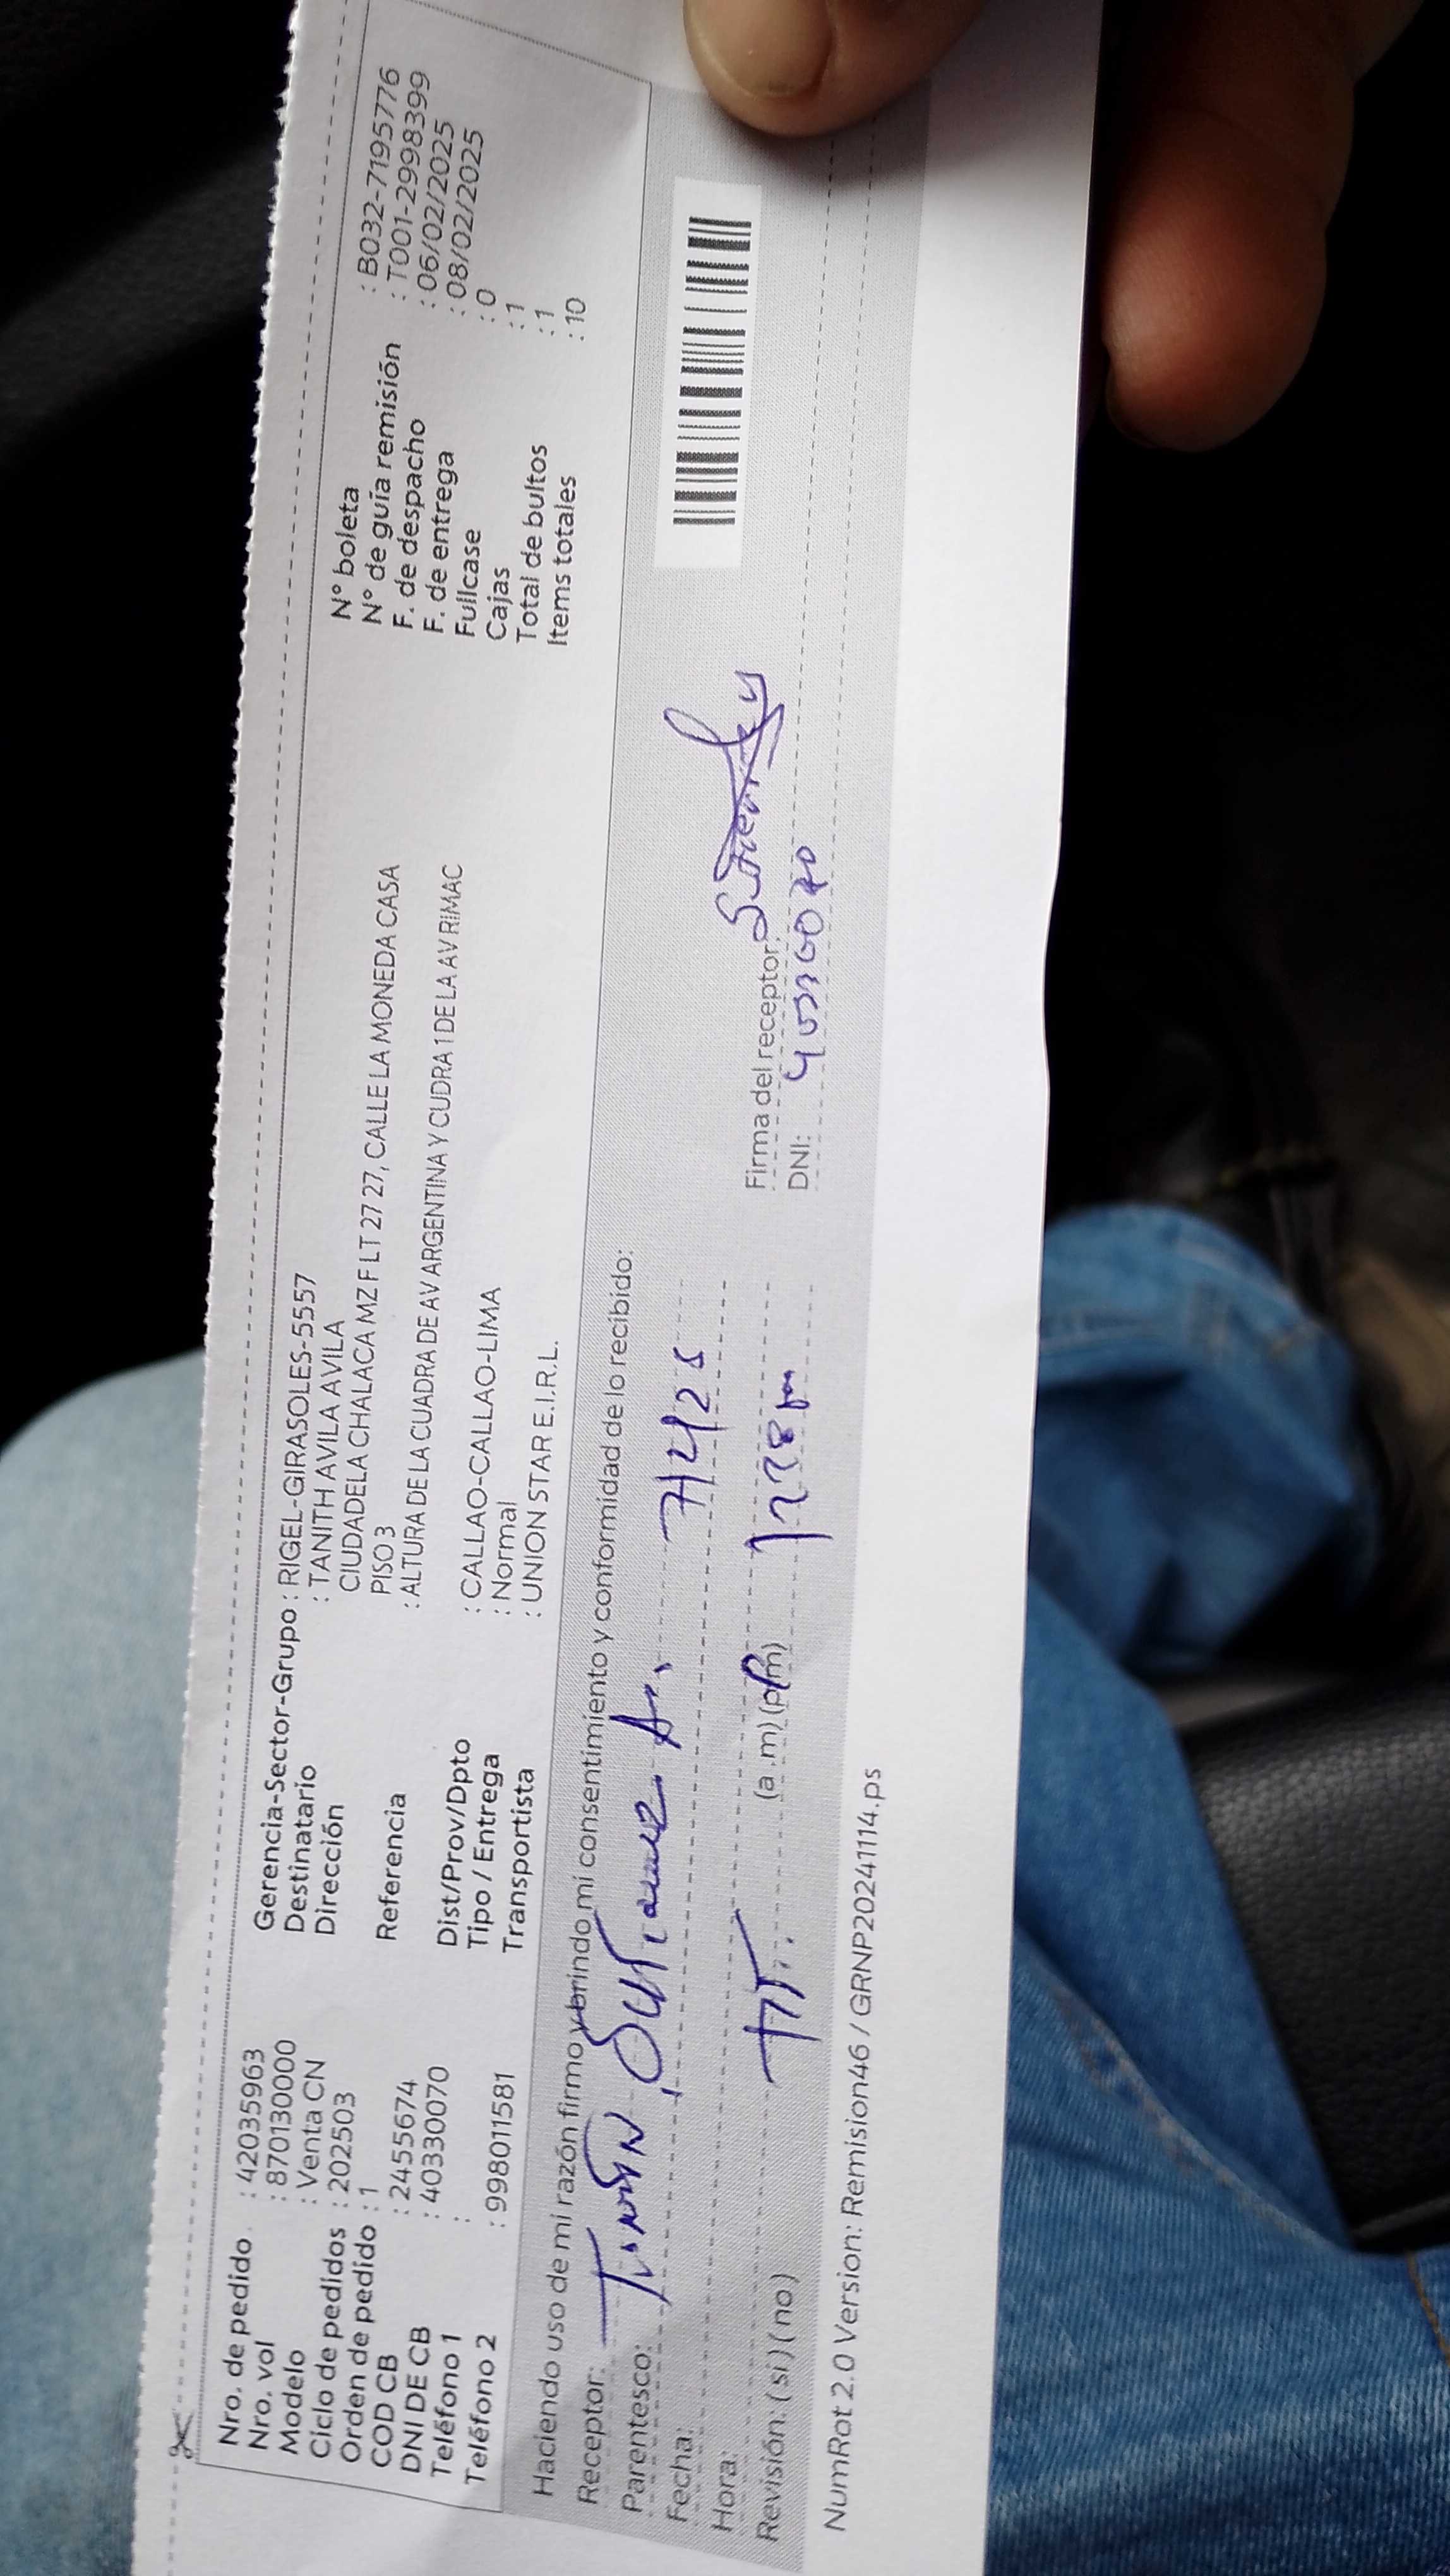 Nro. de pedido : 42035963
Nro. vol : 870130000
Modelo : Venta CN
Ciclo de pedidos : 202503
Orden de pedido : 1
COD CB : 2455674
DNI DE CB : 40330070
Teléfono 1 :
Teléfono 2 : 998011581
Gerencia-Sector-Grupo : RIGEL-GIRASOLES-5557
Destinatario : TANITH AVILA AVILA
Dirección CIUDADELA CHALACA MZ F LT 27 27, CALLE LA MONEDA CASA
PISO 3
Referencia : ALTURA DE LA CUADRA DE AV ARGENTINA Y CUDRA 1 DE LA AV RIMAC
Dist/Prov/Dpto : CALLAO-CALLAO-LIMA
Tipo / Entrega : Normal
Transportista : UNION STAR E.I.R.L.
N° boleta : B032-7195776
N° de guía remisión : T001-2998399
F. de despacho : 06/02/2025
F. de entrega : 08/02/2025
Fullcase : 0
Cajas : 1
Total de bultos : 1
Items totales : 10
Haciendo uso de mi razón firmo y brindo mi consentimiento y conformidad de lo recibido:
Receptor:
Parentesco:
Fecha:
Hora: (a.m) (pm)
Revisión: (si) (no)
Firma del receptor:
DNI:
NumRot 2.0 Version: Remision46 / GRNP20241114.ps